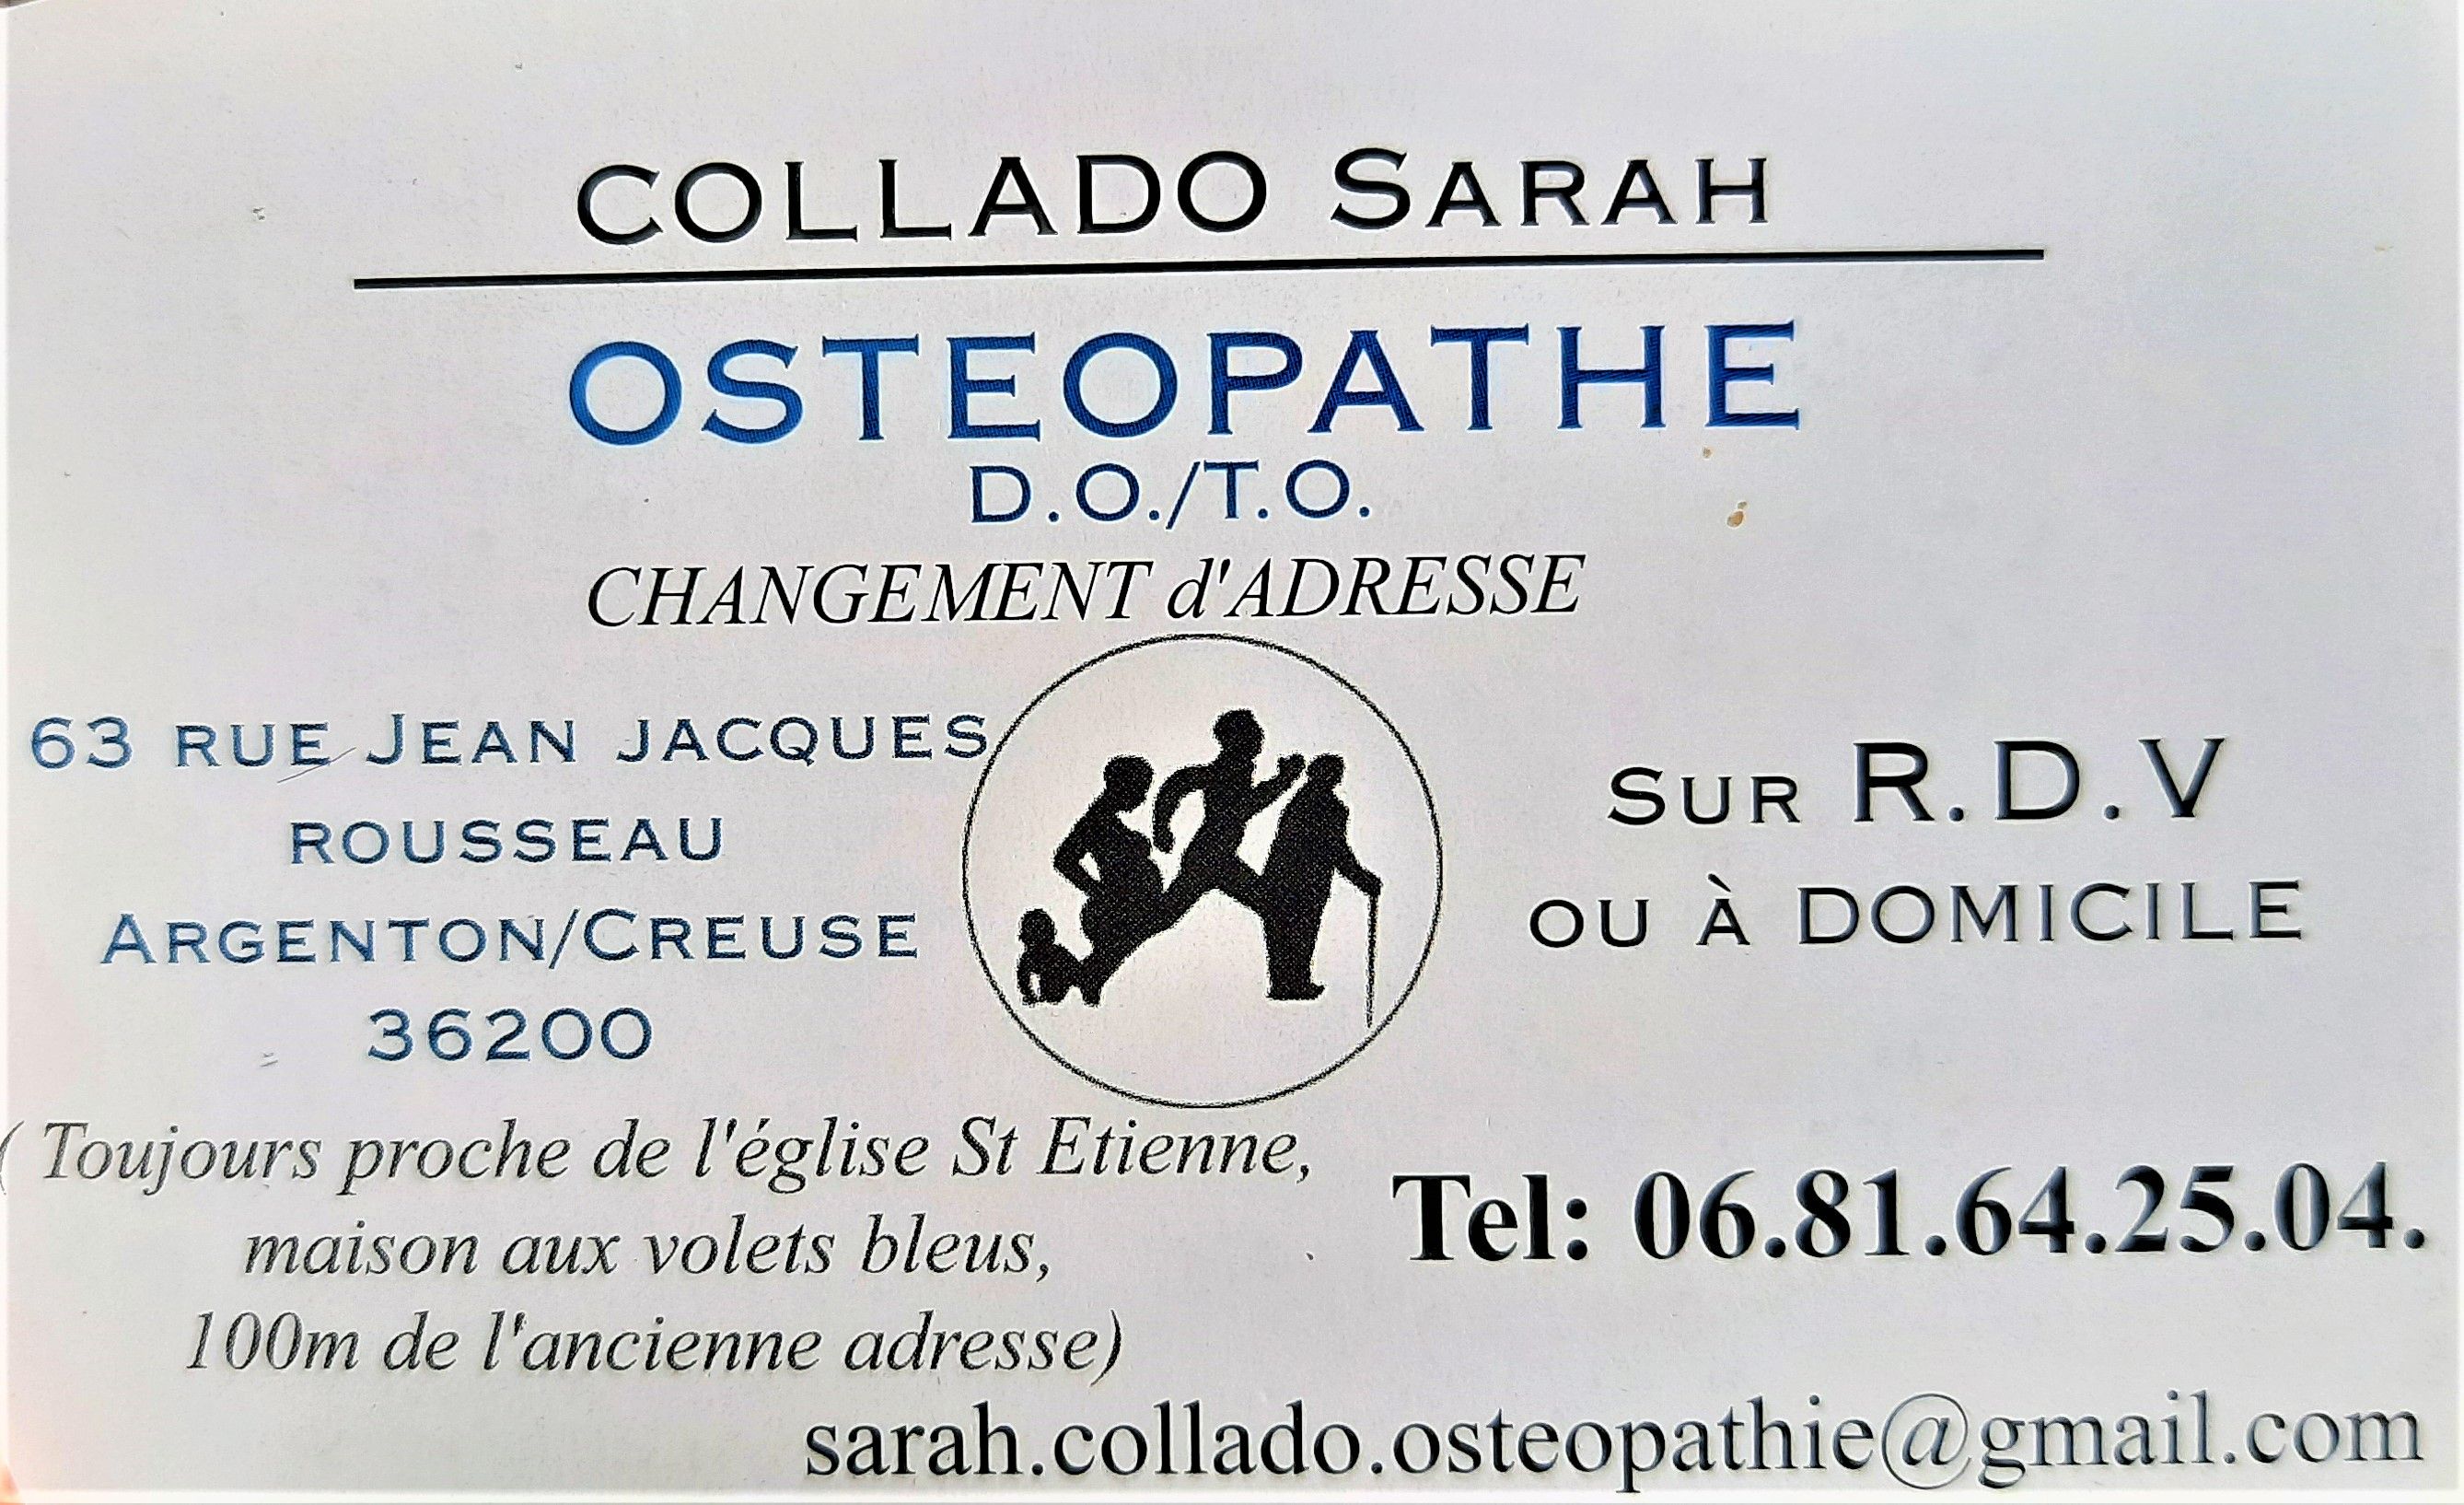 COLLADO SARAH
OSTEOPATHE
D.O./T.O.
CHANGEMENT d'ADRESSE
63 RUE JEAN JACQUES
ROUSSEAU
ARGENTON/CREUSE
36200
SUR R.D.V
OU À DOMICILE
( Toujours proche de l'église St Etienne,
maison aux volets bleus,
100m de l'ancienne adresse)
Tel: 06.81.64.25.04.
sarah.collado.osteopathie@gmail.com